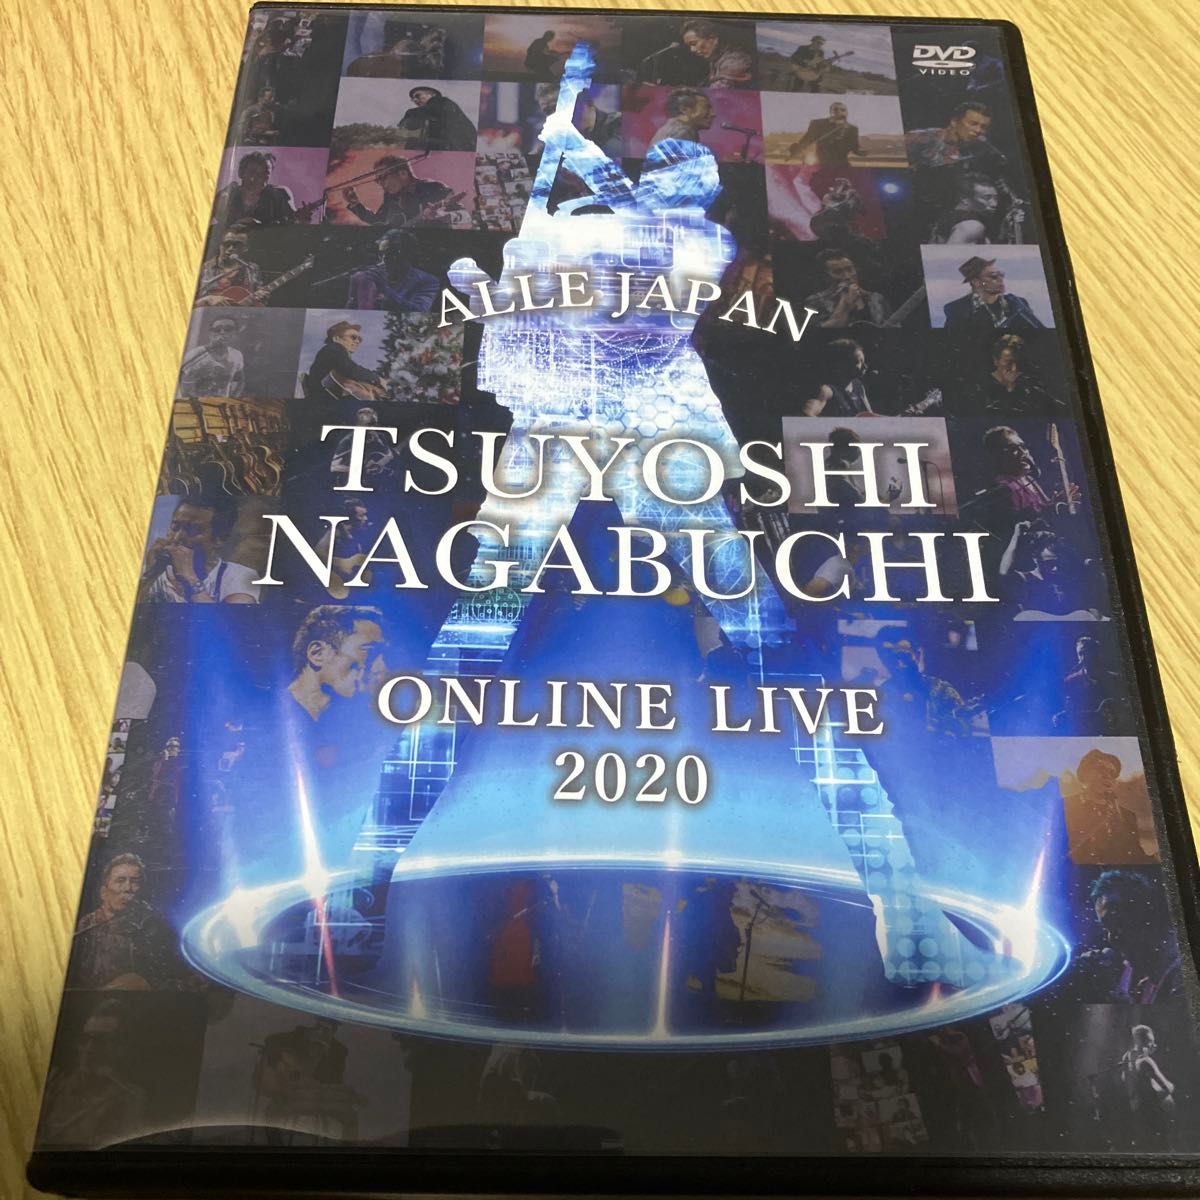 DVD
VIDEO
ALLE JAPAN
TSUYOSHI
NAGABUCHI
ONLINE LIVE
2020